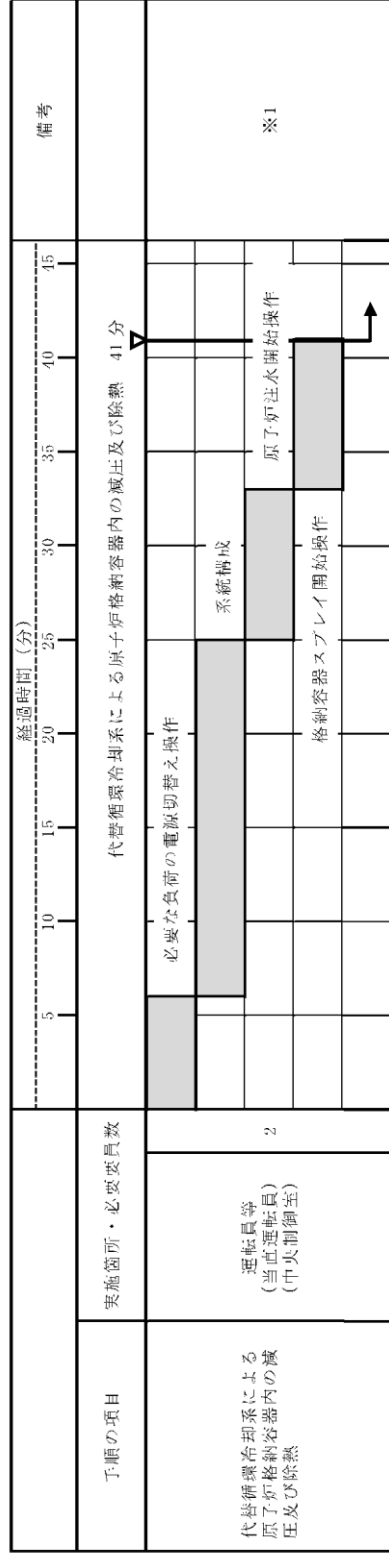 経過時間（分）
備考
5
10
15
20
25
30
35
40
45
手順の項目
実施箇所・必要要員数
代替循環冷却系による原子炉格納容器内の減圧及び除熱 41分
代替循環冷却系による
原子炉格納容器内の減
圧及び除熱
運転員等
(当直運転員)
(中央制御室)
2
必要な負荷の電源切替え操作
系統構成
原子炉注水開始操作
格納容器スプレイ開始操作
※1